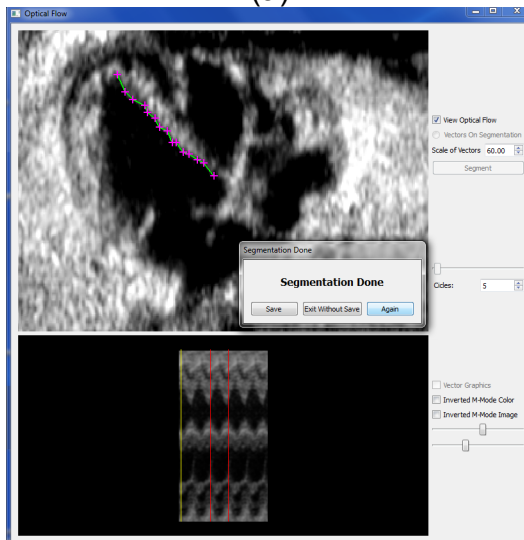 Optical Flow
View Optical Flow
Vectors On Segmentation
Scale of Vectors 60.00
Segment
Segmentation Done
Segmentation Done
Save Exit Without Save Again
Cicles: 5
Vector Graphics
Inverted M-Mode Color
Inverted M-Mode Image